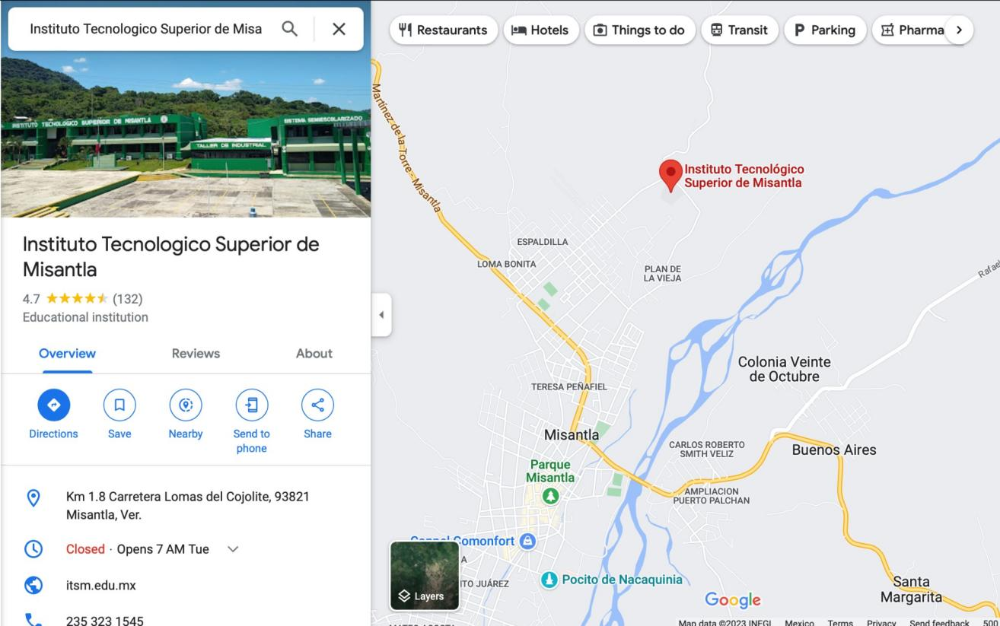 Instituto Tecnologico Superior de Misa
Restaurants
Hotels
Things to do
Transit
Parking
Pharma
INSTITUTO TECNOLOGICO SUPERIOR DE MISANTLA
SISTEMA SEMIESCOLARIZADO
TALLER DE INDUSTRIAL
Instituto Tecnologico Superior de
Misantla
4.7 (132)
Educational institution
Overview
Reviews
About
Directions
Save
Nearby
Send to
phone
Share
Km 1.8 Carretera Lomas del Cojolite, 93821
Misantla, Ver.
Closed · Opens 7 AM Tue
itsm.edu.mx
235 323 1545
Martínez de la Torre - Misantla
Instituto Tecnológico
Superior de Misantla
ESPALDILLA
LOMA BONITA
PLAN DE
LA VIEJA
Rafael
Colonia Veinte
de Octubre
TERESA PEÑAFIEL
Misantla
CARLOS ROBERTO
SMITH VELIZ
Buenos Aires
Parque
Misantla
AMPLIACION
PUERTO PALCHAN
Coppel Comonfort
A
ITO JUÁREZ
Pocito de Nacaquinia
Santa
Margarita
Layers
Google
Map data ©2023 INEGI
Mexico
Terms
Privacy
Send feedback
500